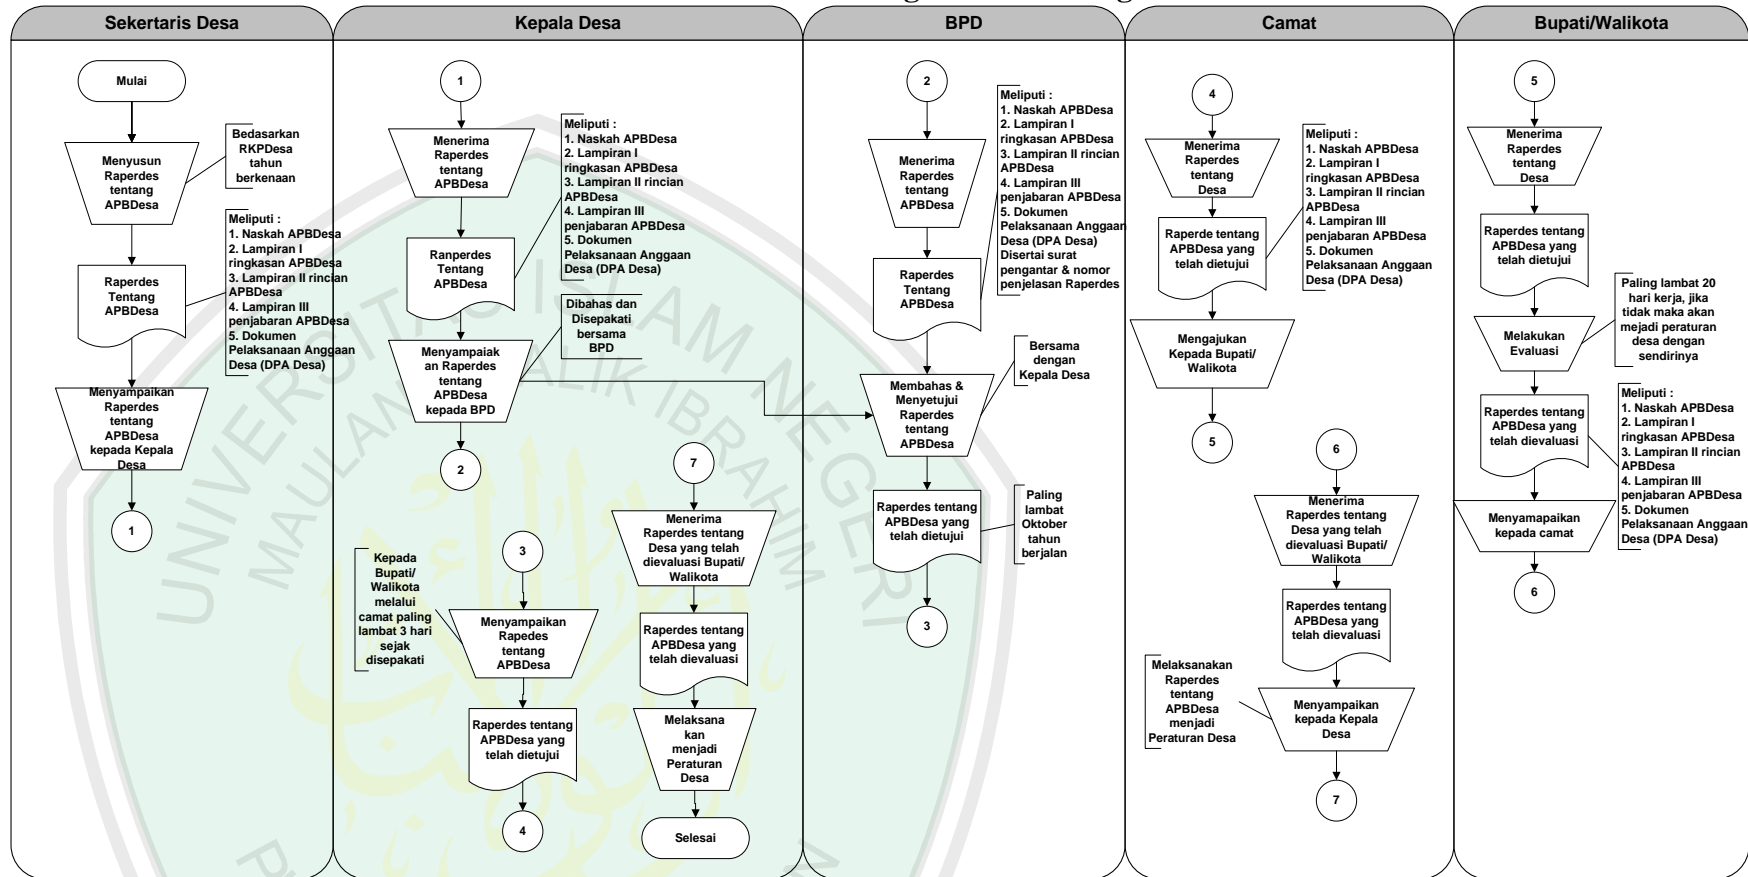 Sekertaris Desa
Kepala Desa
BPD
Camat
Bupati/Walikota
Mulai
Menyusun
Raperdes
tentang
APBDesa
Bedasarkan
RKPDesa
tahun
berkenaan
Raperdes
Tentang
APBDesa
Meliputi :
1. Naskah APBDesa
2. Lampiran I
ringkasan APBDesa
3. Lampiran II rincian
APBDesa
4. Lampiran III
penjabaran APBDesa
5. Dokumen
Pelaksanaan Anggaan
Desa (DPA Desa)
Menyampaikan
Raperdes
tentang
APBDesa
kepada Kepala
Desa
1
1
Menerima
Raperdes
tentang
APBDesa
Meliputi :
1. Naskah APBDesa
2. Lampiran I
ringkasan APBDesa
3. Lampiran II rincian
APBDesa
4. Lampiran III
penjabaran APBDesa
5. Dokumen
Pelaksanaan Anggaan
Desa (DPA Desa)
Ranperdes
Tentang
APBDesa
Dibahas dan
Disepakati
bersama
BPD
Menyampaiak
an Raperdes
tentang
APBDesa
kepada BPD
2
3
Kepada
Bupati/
Walikota
melalui
camat paling
lambat 3 hari
sejak
disepakati
Menyampaikan
Rapedes
tentang
APBDesa
Raperdes tentang
APBDesa yang
telah dietujui
4
7
Menerima
Raperdes tentang
Desa yang telah
dievaluasi Bupati/
Walikota
Raperdes tentang
APBDesa yang
telah dievaluasi
Melaksana
kan
menjadi
Peraturan
Desa
Selesai
2
Menerima
Raperdes
tentang
APBDesa
Meliputi :
1. Naskah APBDesa
2. Lampiran I
ringkasan APBDesa
3. Lampiran II rincian
APBDesa
4. Lampiran III
penjabaran APBDesa
5. Dokumen
Pelaksanaan Anggaan
Desa (DPA Desa)
Disertai surat
pengantar & nomor
penjelasan Raperdes
Raperdes
Tentang
APBDesa
Bersama
dengan
Kepala Desa
Membahas &
Menyetujui
Raperdes
tentang
APBDesa
Raperdes tentang
APBDesa yang
telah dietujui
Paling
lambat
Oktober
tahun
berjalan
3
4
Menerima
Raperdes
tentang
Desa
Meliputi :
1. Naskah APBDesa
2. Lampiran I
ringkasan APBDesa
3. Lampiran II rincian
APBDesa
4. Lampiran III
penjabaran APBDesa
5. Dokumen
Pelaksanaan Anggaan
Desa (DPA Desa)
Raperde tentang
APBDesa yang
telah dietujui
Mengajukan
Kepada Bupati/
Walikota
5
6
Menerima
Raperdes tentang
Desa yang telah
dievaluasi Bupati/
Walikota
Raperdes tentang
APBDesa yang
telah dievaluasi
Melaksanakan
Raperdes
tentang
APBDesa
menjadi
Peraturan Desa
Menyampaikan
kepada Kepala
Desa
7
5
Menerima
Raperdes
tentang
Desa
Raperdes tentang
APBDesa yang
telah dietujui
Paling lambat 20
hari kerja, jika
tidak maka akan
mejadi peraturan
desa dengan
sendirinya
Melakukan
Evaluasi
Raperdes tentang
APBDesa yang
telah dievaluasi
Meliputi :
1. Naskah APBDesa
2. Lampiran I
ringkasan APBDesa
3. Lampiran II rincian
APBDesa
4. Lampiran III
penjabaran APBDesa
5. Dokumen
Pelaksanaan Anggaan
Desa (DPA Desa)
Menyamapaikan
kepada camat
6
UNIVERSITAS ISLAM NEGERI
MAULANA MALIK IBRAHIM